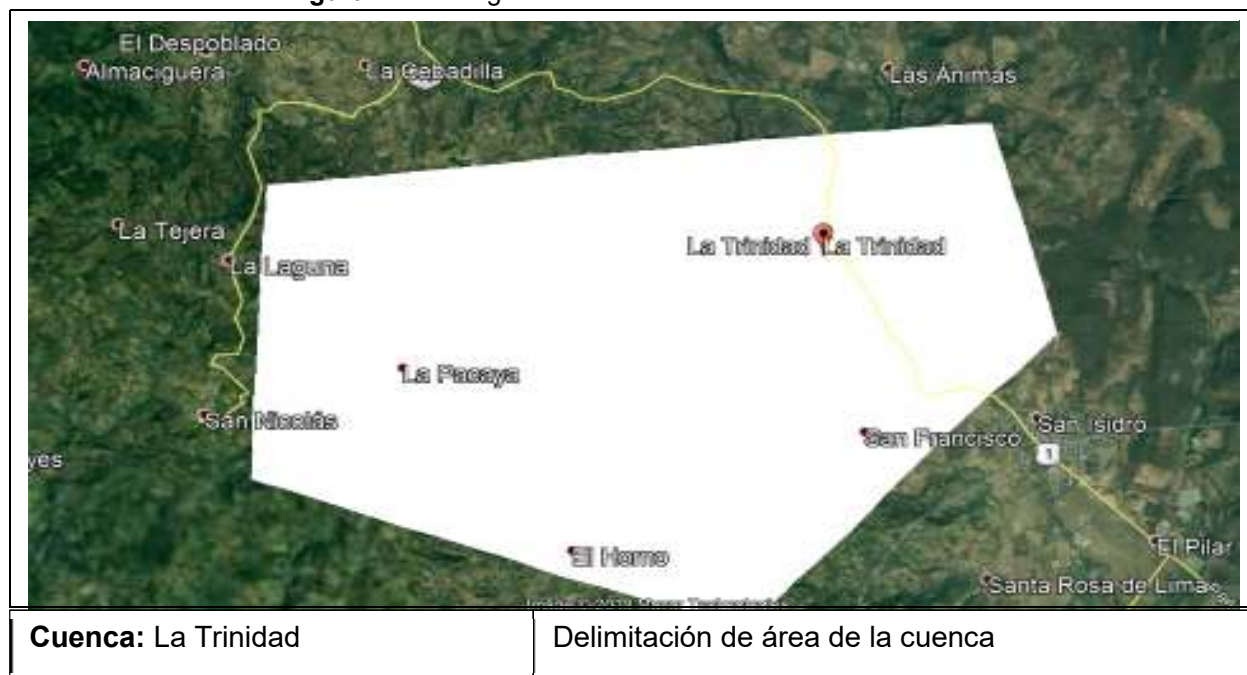 El Despoblado
Almaciguera
La Cebadilla
Las Ánimas
La Tejera
La Laguna
La Trinidad La Trinidad
La Pacaya
San Nicolás
San Francisco
San Isidro
yes
1
El Horno
El Pilar
Santa Rosa de Lima
Cuenca: La Trinidad
Delimitación de área de la cuenca